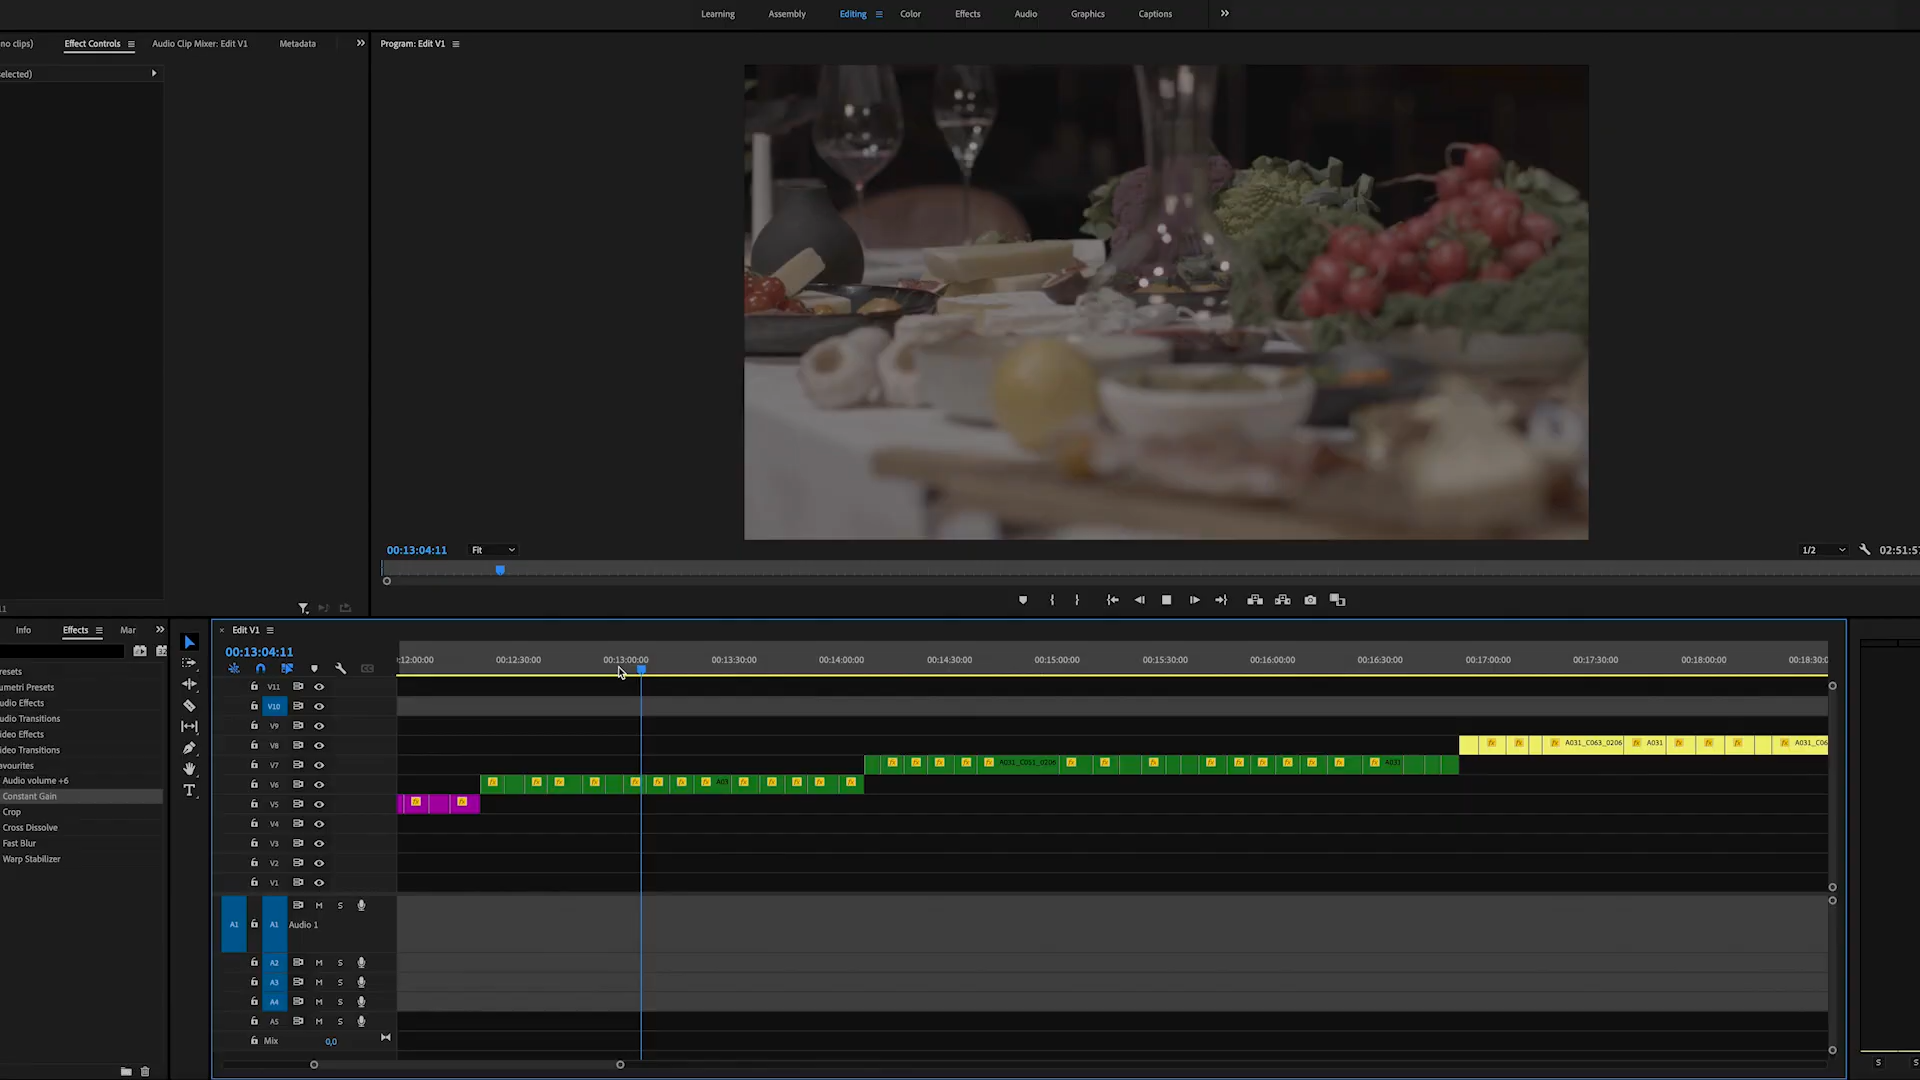 Learning Assembly Editing Color Effects Audio Graphics Captions
no clips) Effect Controls Audio Clip Mixer: Edit V1 Metadata
Program: Edit V1
elected)
00:13:04:11 Fit 1/2 02:51:5
11
Info Effects Mar
Edit V1
00:13:04:11
:12:00:00 00:12:30:00 00:13:00:00 00:13:30:00 00:14:00:00 00:14:30:00 00:15:00:00 00:15:30:00 00:16:00:00 00:16:30:00 00:17:00:00 00:17:30:00 00:18:00:00 00:18:30:0
resets
umetri Presets
udio Effects
udio Transitions
ideo Effects
ideo Transitions
avourites
Audio volume +6
Constant Gain
Crop
Cross Dissolve
Fast Blur
Warp Stabilizer
V11
V10
V9
V8 A031_C063_0206 A031 A031_C06
V7 A031_C051_0206 A031
V6 A03
V5
V4
V3
V2
V1
M S
A1 A1 Audio 1
A2 M S
A3 M S
A4 M S
A5 M S
Mix 0,0
S S